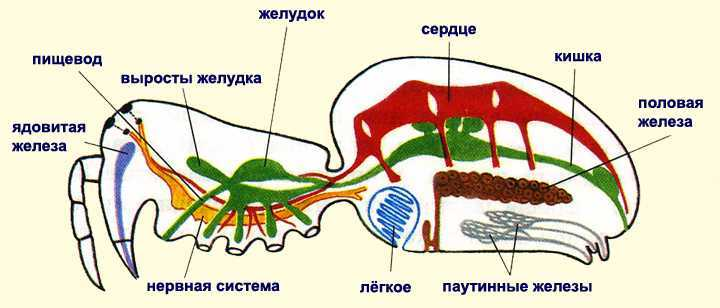 желудок
сердце
пищевод
выросты желудка
кишка
ядовитая
железа
половая
железа
нервная система
лёгкое
паутинные железы